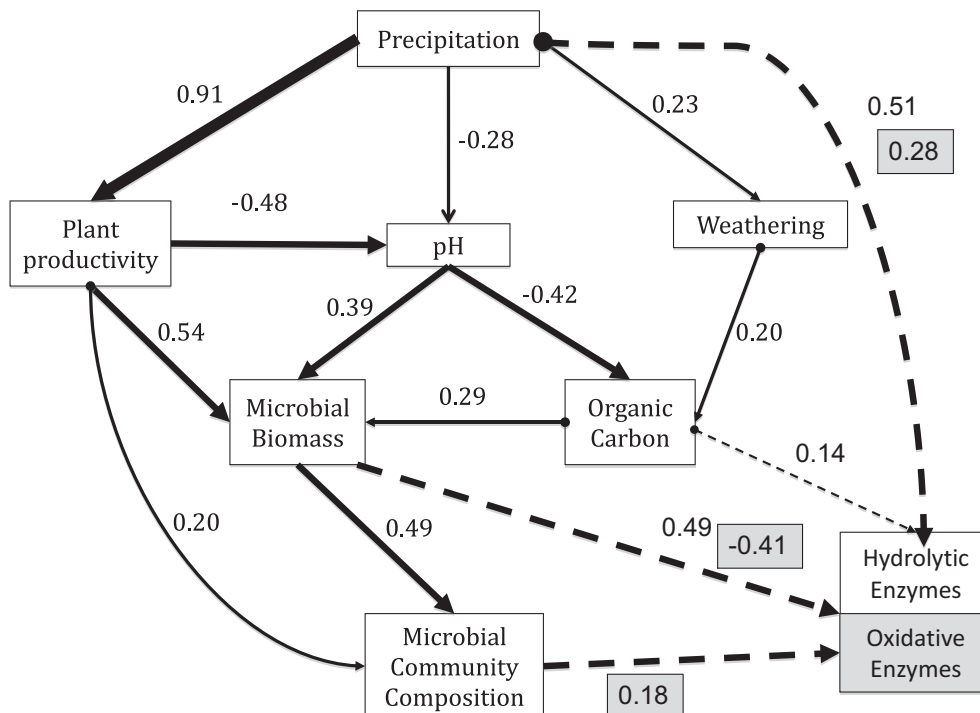 Precipitation
0.91
-0.28
0.23
0.51
0.28
-0.48
Plant
productivity
pH
Weathering
0.54
0.39
-0.42
0.20
Microbial
Biomass
0.29
Organic
Carbon
0.14
0.20
0.49
0.49
-0.41
Hydrolytic
Enzymes
Microbial
Community
Composition
0.18
Oxidative
Enzymes